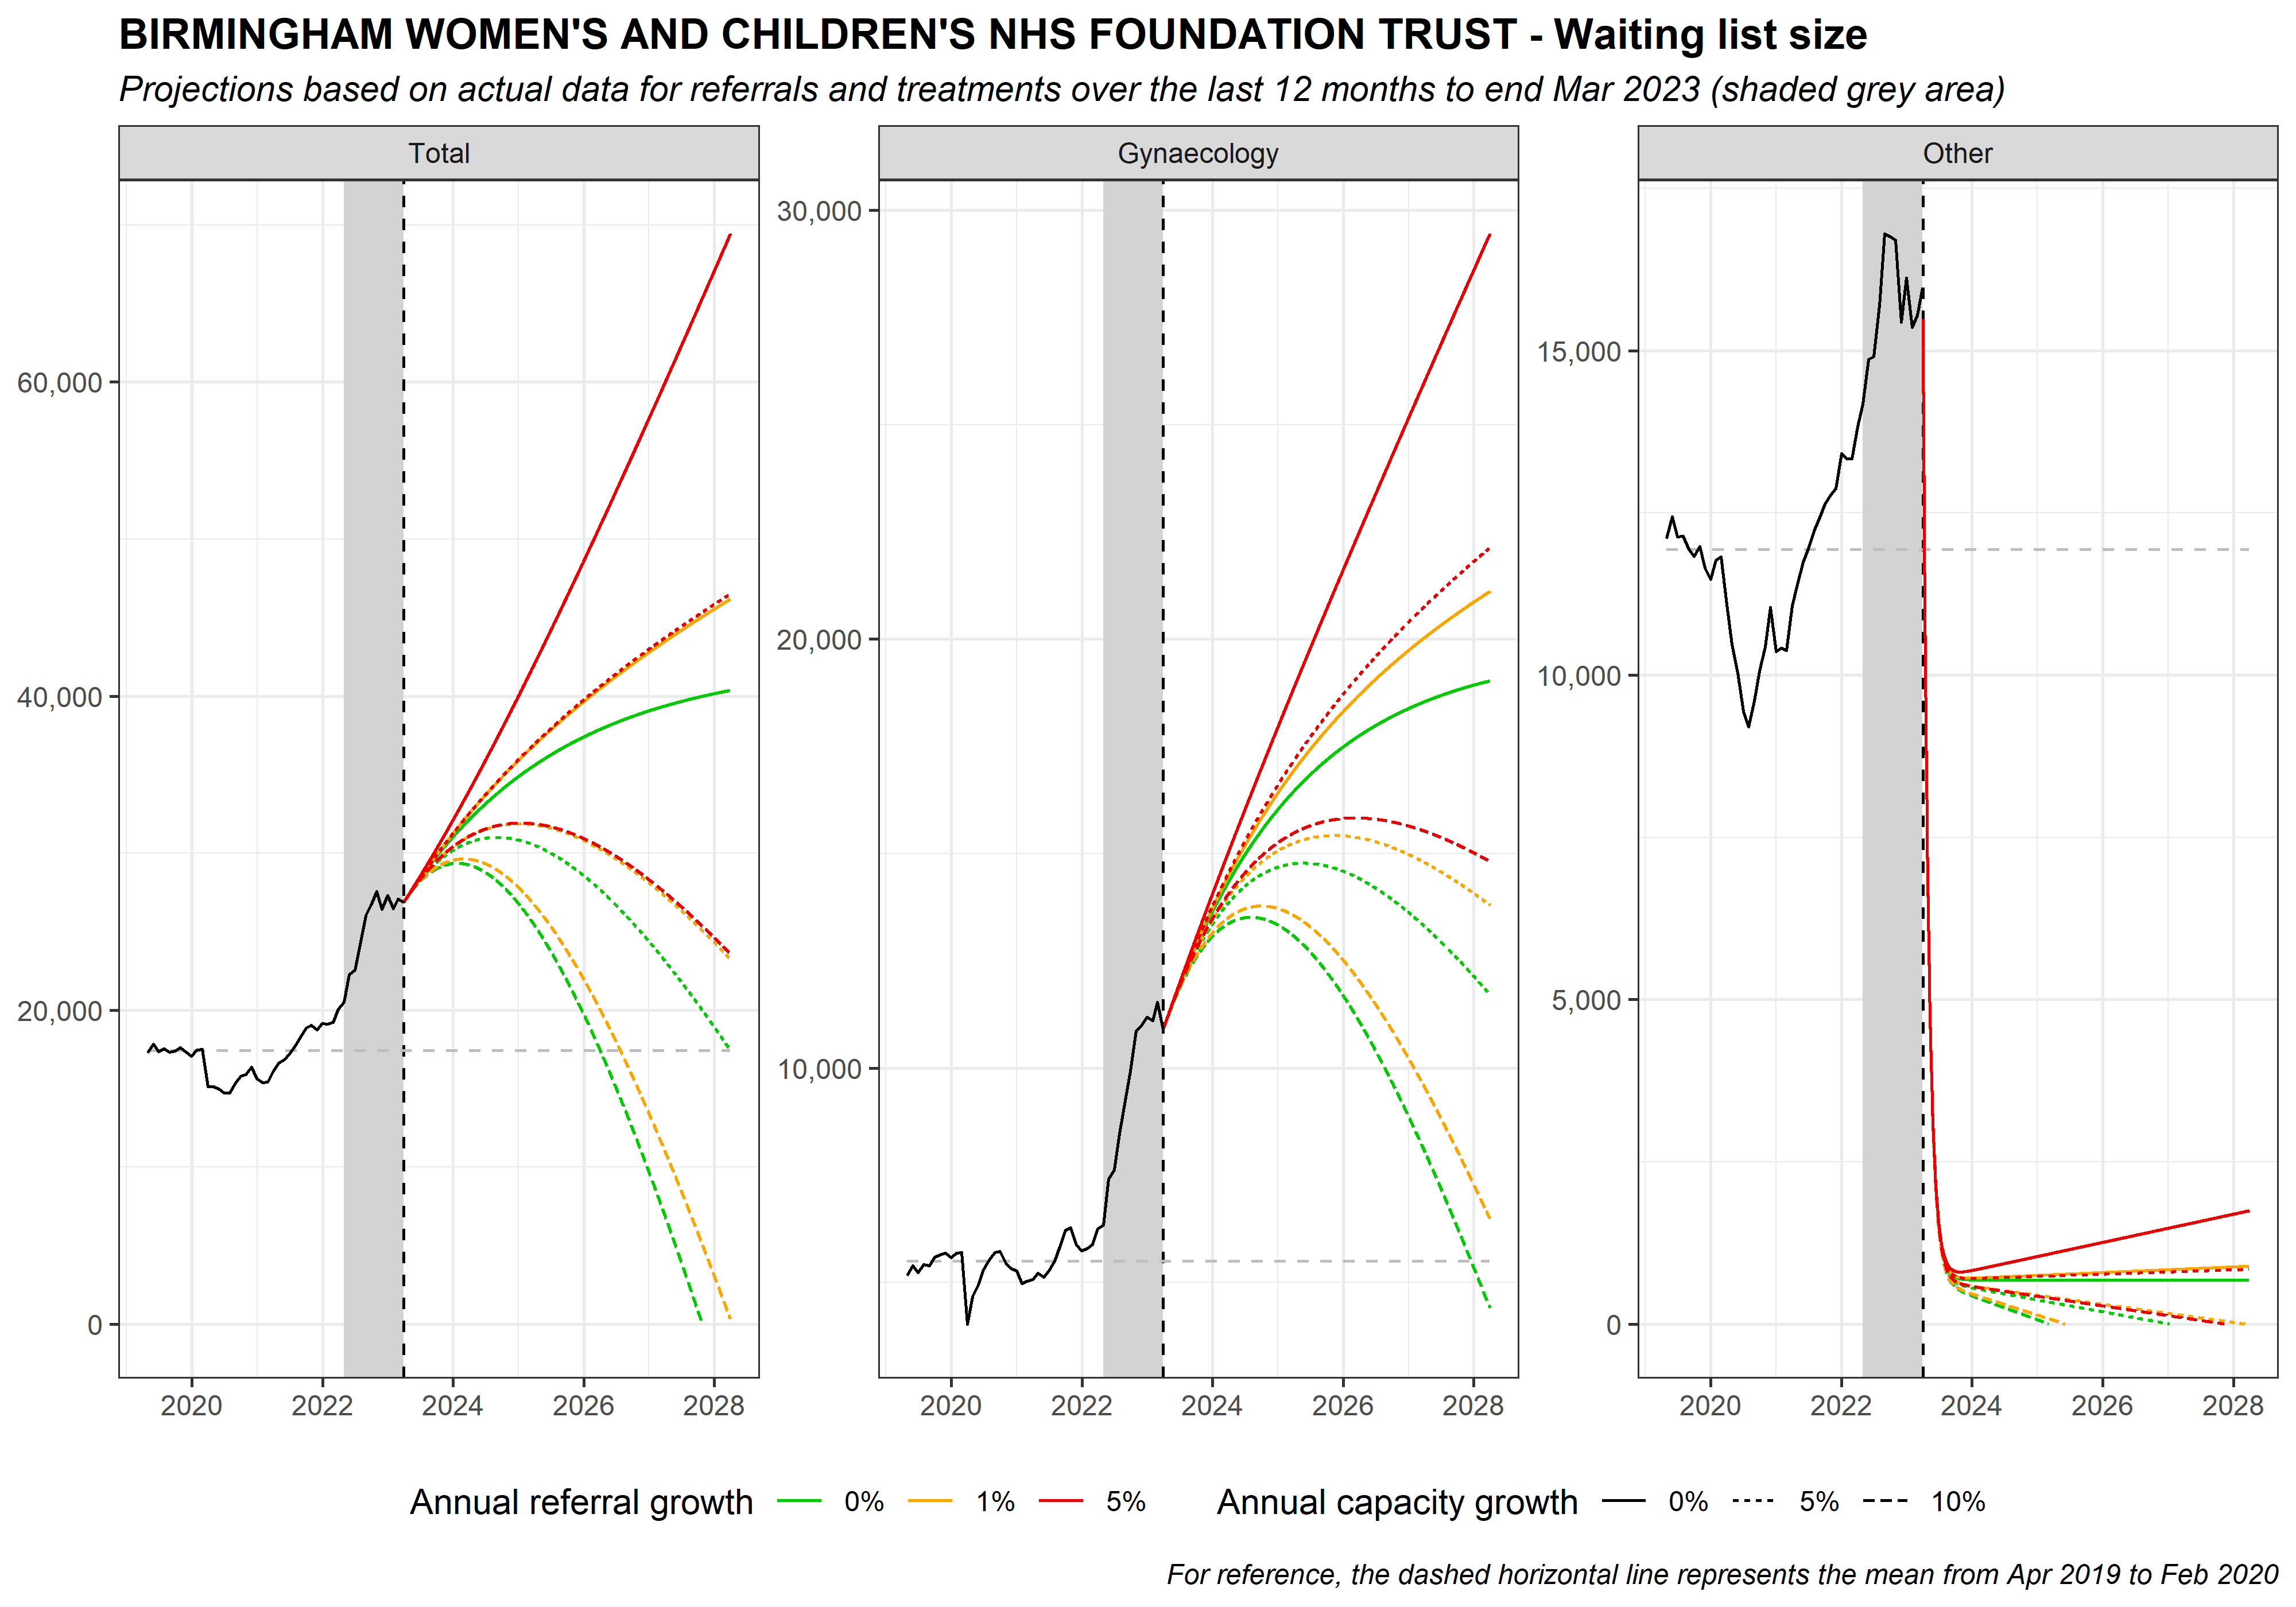 BIRMINGHAM WOMEN'S AND CHILDREN'S NHS FOUNDATION TRUST - Waiting list size
Projections based on actual data for referrals and treatments over the last 12 months to end Mar 2023 (shaded grey area)
Total
60,000
40,000
20,000
0
2020 2022 2024 2026 2028
Gynaecology
30,000
20,000
10,000
2020 2022 2024 2026 2028
Other
15,000
10,000
5,000
0
2020 2022 2024 2026 2028
Annual referral growth 0% 1% 5% Annual capacity growth 0% 5% 10%
For reference, the dashed horizontal line represents the mean from Apr 2019 to Feb 2020